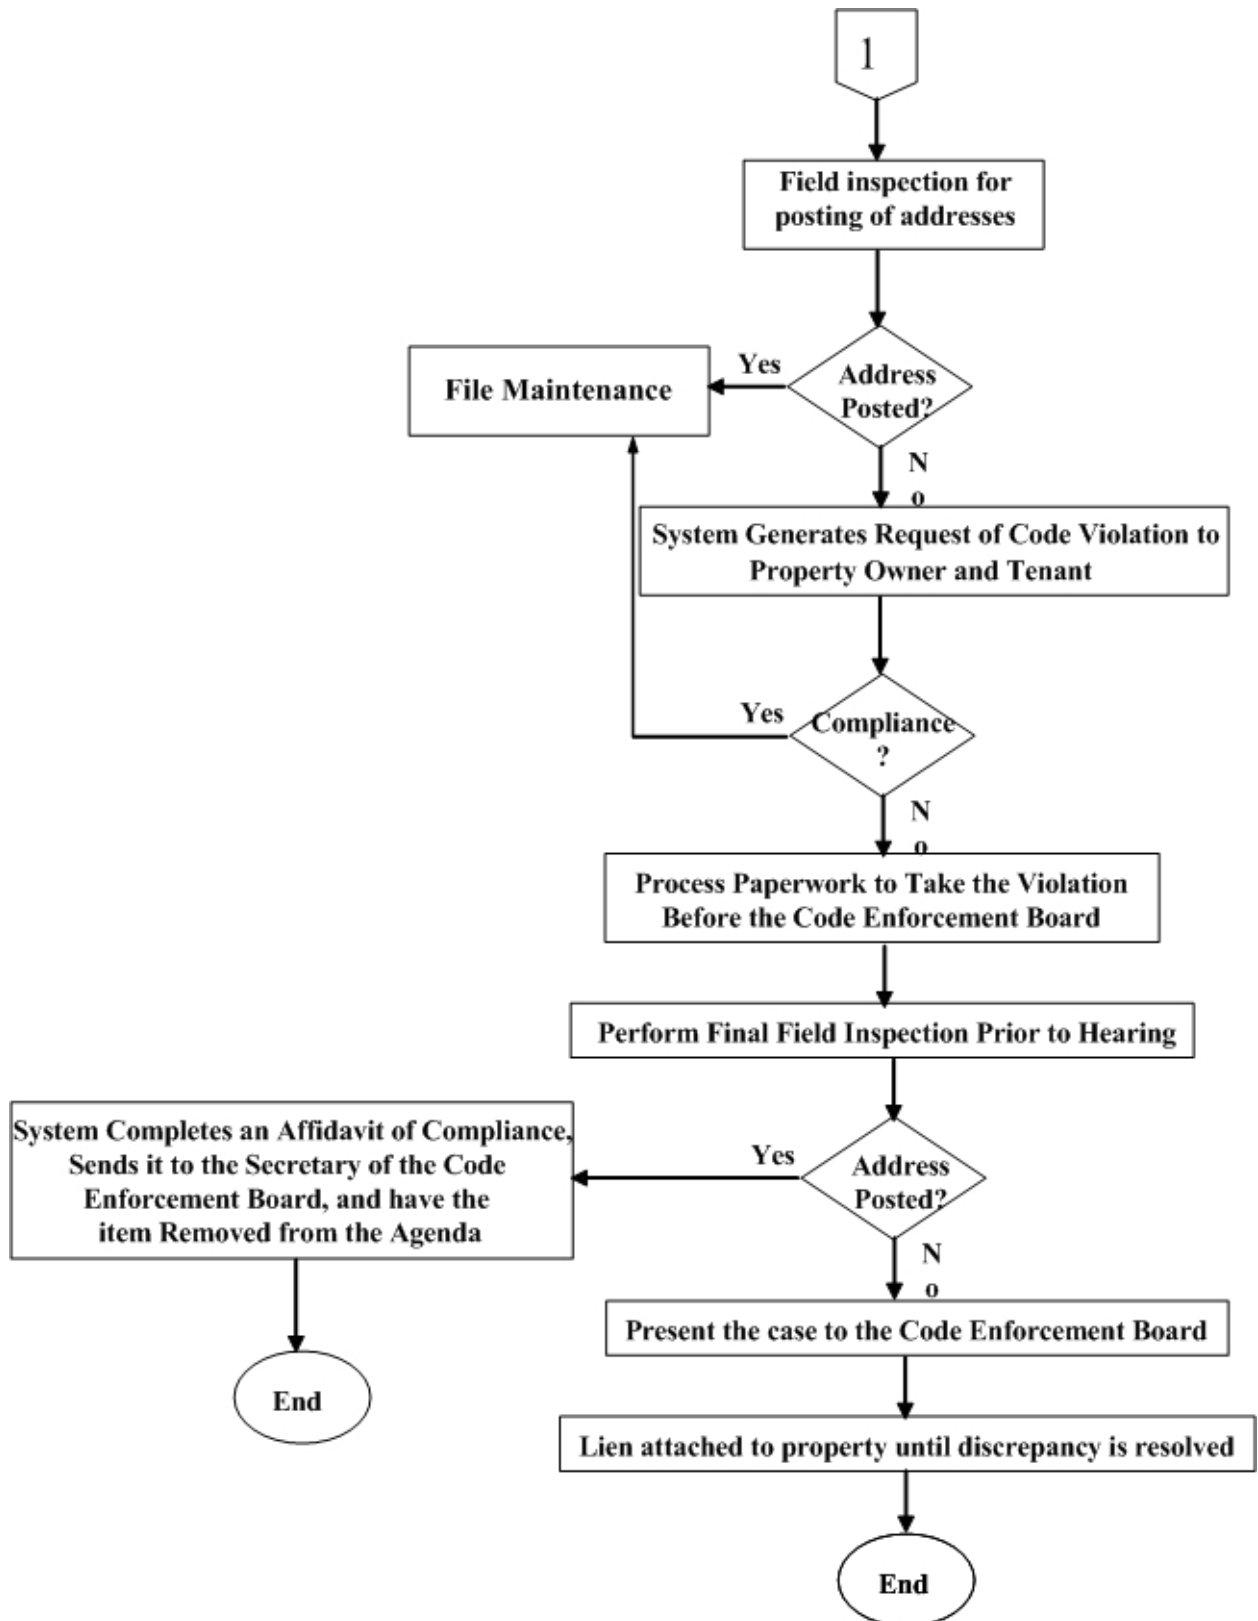 1
Field inspection for
posting of addresses
Yes
Address
Posted?
File Maintenance
N
o
System Generates Request of Code Violation to
Property Owner and Tenant
Yes
Compliance
?
N
o
Process Paperwork to Take the Violation
Before the Code Enforcement Board
Perform Final Field Inspection Prior to Hearing
System Completes an Affidavit of Compliance,
Sends it to the Secretary of the Code
Enforcement Board, and have the
item Removed from the Agenda
Yes
Address
Posted?
N
o
Present the case to the Code Enforcement Board
End
Lien attached to property until discrepancy is resolved
End